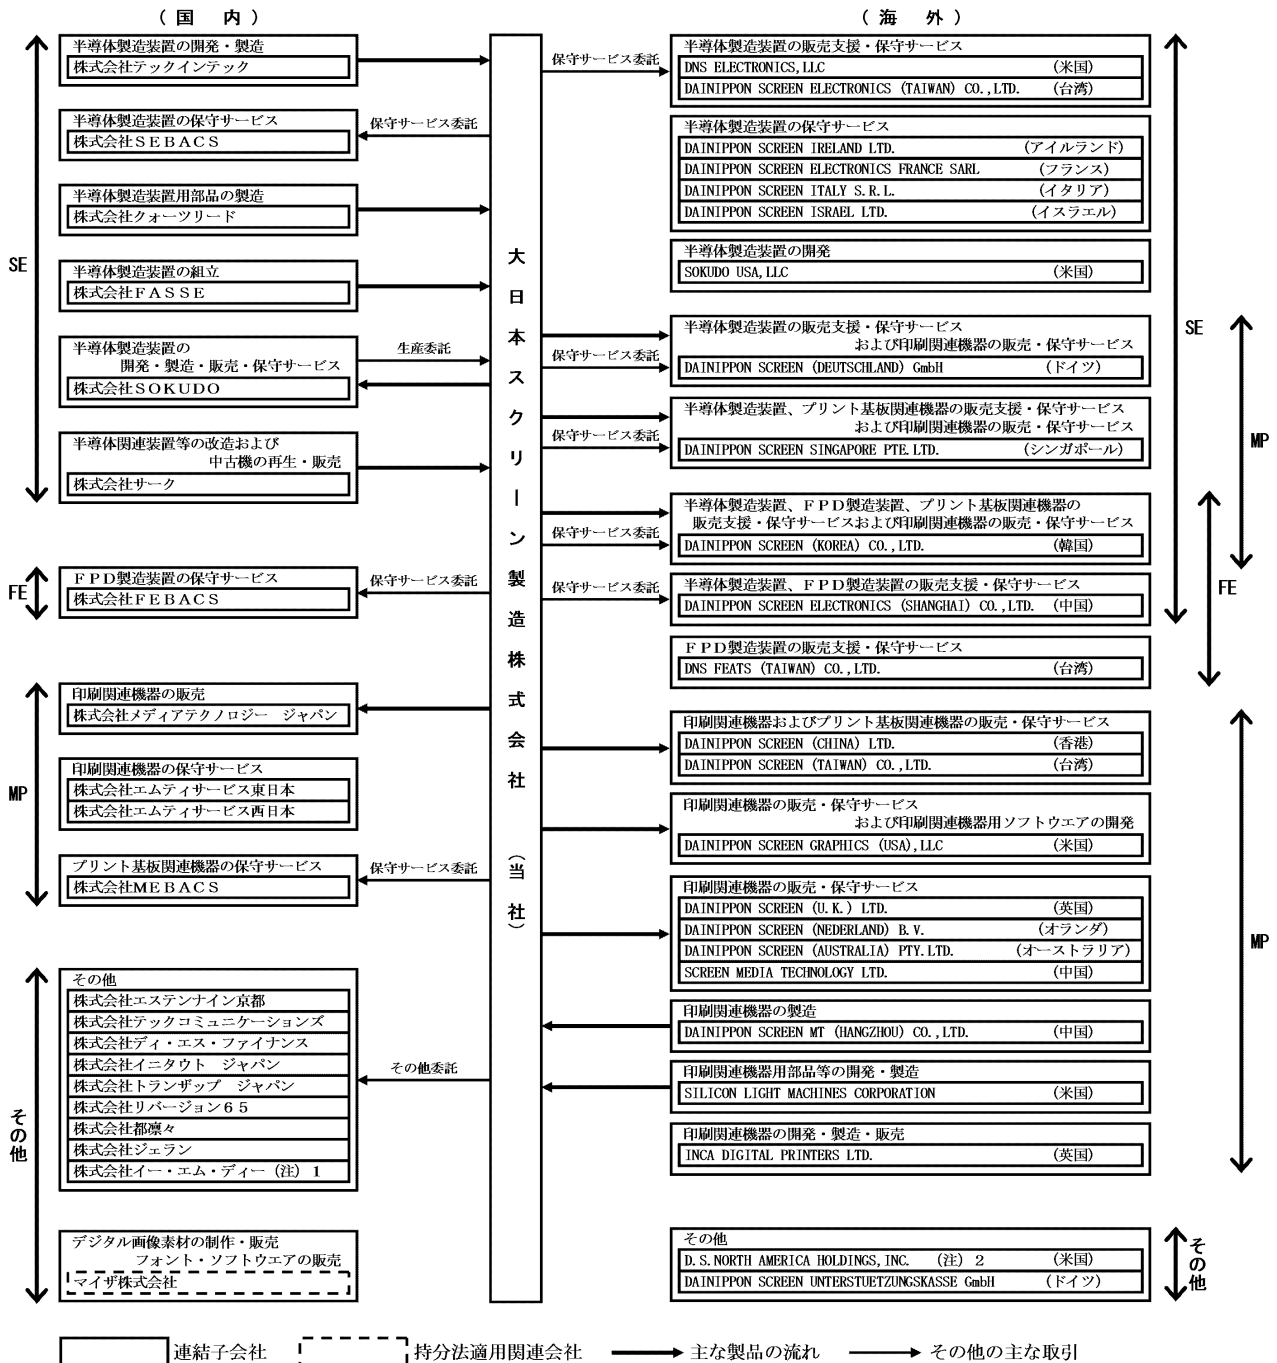 （国　内）
SE
半導体製造装置の開発・製造
株式会社テックインテック
半導体製造装置の保守サービス
株式会社ＳＥＢＡＣＳ
保守サービス委託
半導体製造装置用部品の製造
株式会社クォーツリード
半導体製造装置の組立
株式会社ＦＡＳＳＥ
半導体製造装置の
開発・製造・販売・保守サービス
株式会社ＳＯＫＵＤＯ
生産委託
半導体関連装置等の改造および
中古機の再生・販売
株式会社サーク
FE
ＦＰＤ製造装置の保守サービス
株式会社ＦＥＢＡＣＳ
保守サービス委託
MP
印刷関連機器の販売
株式会社メディアテクノロジー　ジャパン
印刷関連機器の保守サービス
株式会社エムティサービス東日本
株式会社エムティサービス西日本
プリント基板関連機器の保守サービス
株式会社ＭＥＢＡＣＳ
保守サービス委託
その他
その他
株式会社エステンナイン京都
株式会社テックコミュニケーションズ
株式会社ディ・エス・ファイナンス
株式会社イニタウト　ジャパン
株式会社トランザップ　ジャパン
株式会社リバージョン６５
株式会社都凛々
株式会社ジェラン
株式会社イー・エム・ディー（注）１
その他委託
デジタル画像素材の制作・販売
フォント・ソフトウエアの販売
マイザ株式会社
大日本スクリーン製造株式会社（当社）
（海　外）
保守サービス委託
半導体製造装置の販売支援・保守サービス
DNS ELECTRONICS,LLC （米国）
DAINIPPON SCREEN ELECTRONICS (TAIWAN) CO.,LTD. （台湾）
半導体製造装置の保守サービス
DAINIPPON SCREEN IRELAND LTD. （アイルランド）
DAINIPPON SCREEN ELECTRONICS FRANCE SARL （フランス）
DAINIPPON SCREEN ITALY S.R.L. （イタリア）
DAINIPPON SCREEN ISRAEL LTD. （イスラエル）
半導体製造装置の開発
SOKUDO USA,LLC （米国）
SE
半導体製造装置の販売支援・保守サービス
および印刷関連機器の販売・保守サービス
保守サービス委託
DAINIPPON SCREEN (DEUTSCHLAND) GmbH （ドイツ）
半導体製造装置、プリント基板関連機器の販売支援・保守サービス
および印刷関連機器の販売・保守サービス
保守サービス委託
DAINIPPON SCREEN SINGAPORE PTE.LTD. （シンガポール）
MP
半導体製造装置、ＦＰＤ製造装置、プリント基板関連機器の
販売支援・保守サービスおよび印刷関連機器の販売・保守サービス
保守サービス委託
DAINIPPON SCREEN (KOREA) CO.,LTD. （韓国）
保守サービス委託
半導体製造装置、ＦＰＤ製造装置の販売支援・保守サービス
DAINIPPON SCREEN ELECTRONICS (SHANGHAI) CO.,LTD. （中国）
FE
ＦＰＤ製造装置の販売支援・保守サービス
DNS FEATS (TAIWAN) CO.,LTD. （台湾）
印刷関連機器およびプリント基板関連機器の販売・保守サービス
DAINIPPON SCREEN (CHINA) LTD. （香港）
DAINIPPON SCREEN (TAIWAN) CO.,LTD. （台湾）
印刷関連機器の販売・保守サービス
および印刷関連機器用ソフトウエアの開発
DAINIPPON SCREEN GRAPHICS (USA),LLC （米国）
印刷関連機器の販売・保守サービス
DAINIPPON SCREEN (U.K.) LTD. （英国）
DAINIPPON SCREEN (NEDERLAND) B.V. （オランダ）
DAINIPPON SCREEN (AUSTRALIA) PTY.LTD. （オーストラリア）
SCREEN MEDIA TECHNOLOGY LTD. （中国）
MP
印刷関連機器の製造
DAINIPPON SCREEN MT (HANGZHOU) CO.,LTD. （中国）
印刷関連機器用部品等の開発・製造
SILICON LIGHT MACHINES CORPORATION （米国）
印刷関連機器の開発・製造・販売
INCA DIGITAL PRINTERS LTD. （英国）
その他
D.S.NORTH AMERICA HOLDINGS,INC. （注）２ （米国）
DAINIPPON SCREEN UNTERSTUETZUNGSKASSE GmbH （ドイツ）
その他
連結子会社　持分法適用関連会社　主な製品の流れ　その他の主な取引